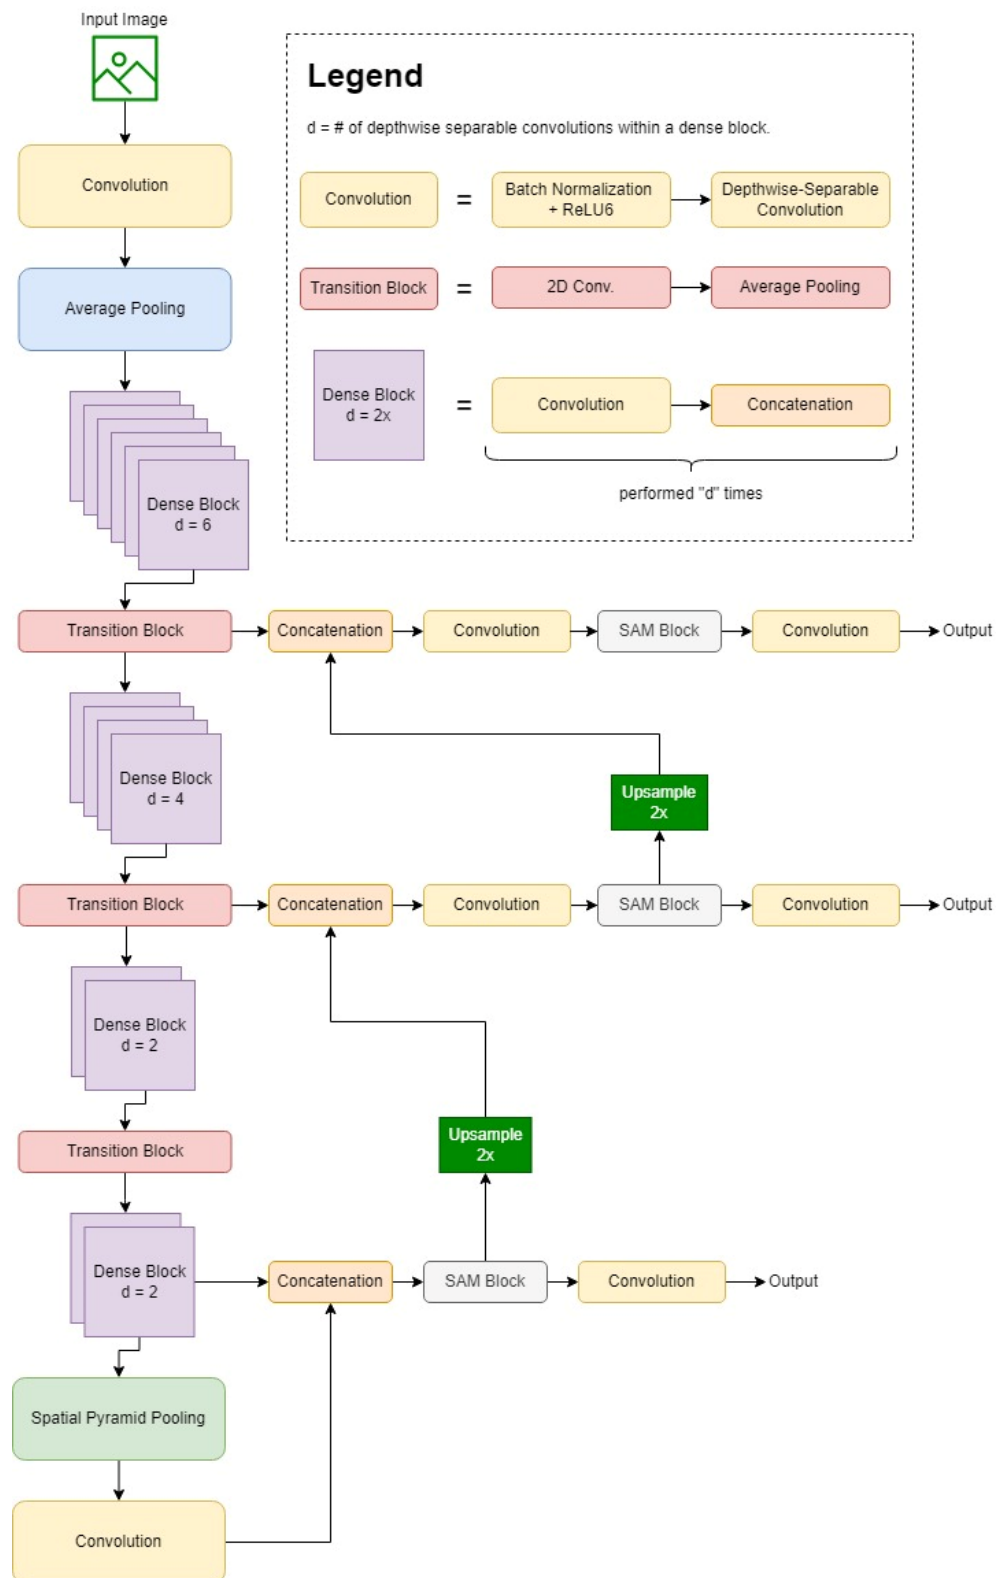 Input Image
Legend
d = # of depthwise separable convolutions within a dense block.
Convolution
Convolution
=
Batch Normalization
+ ReLU6
Depthwise-Separable
Convolution
Average Pooling
Transition Block
=
2D Conv.
Average Pooling
Dense Block
d = 2x
=
Convolution
Concatenation
performed "d" times
Dense Block
d = 6
Transition Block
Concatenation
Convolution
SAM Block
Convolution
Output
Dense Block
d = 4
Upsample
2x
Transition Block
Concatenation
Convolution
SAM Block
Convolution
Output
Dense Block
d = 2
Upsample
2x
Transition Block
Dense Block
d = 2
Concatenation
SAM Block
Convolution
Output
Spatial Pyramid Pooling
Convolution